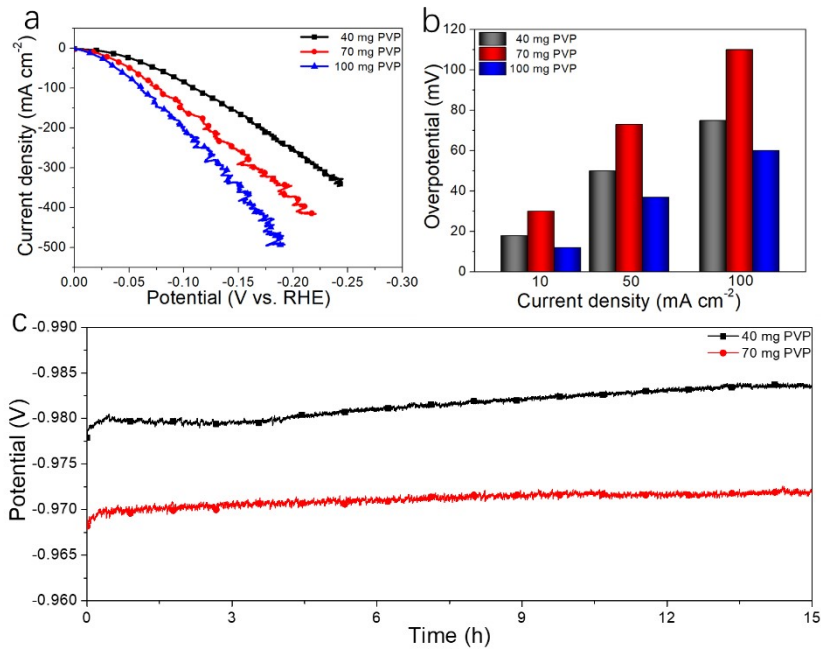 a
Current density (mA cm⁻²)
0
-100
-200
-300
-400
-500
40 mg PVP
70 mg PVP
100 mg PVP
0.00 -0.05 -0.10 -0.15 -0.20 -0.25 -0.30
Potential (V vs. RHE)
b
Overpotential (mV)
120
100
80
60
40
20
0
40 mg PVP
70 mg PVP
100 mg PVP
10 50 100
Current density (mA cm⁻²)
c
Potential (V)
-0.990
-0.985
-0.980
-0.975
-0.970
-0.965
-0.960
40 mg PVP
70 mg PVP
0 3 6 9 12 15
Time (h)